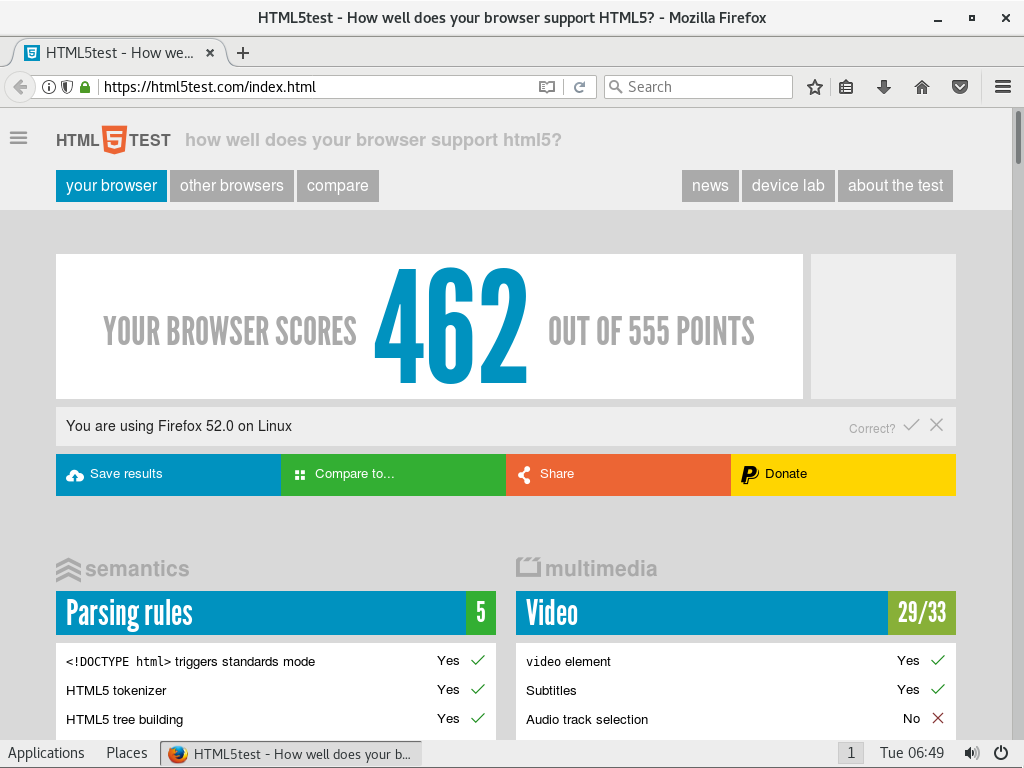 HTML5test - How well does your browser support HTML5? - Mozilla Firefox
HTML5test - How we...
https://html5test.com/index.html
Search
HTML 5 TEST how well does your browser support html5?
your browser other browsers compare news device lab about the test
YOUR BROWSER SCORES 462 OUT OF 555 POINTS
You are using Firefox 52.0 on Linux Correct?
Save results Compare to... Share Donate
semantics
Parsing rules 5
<!DOCTYPE html> triggers standards mode Yes
HTML5 tokenizer Yes
HTML5 tree building Yes
multimedia
Video 29/33
video element Yes
Subtitles Yes
Audio track selection No
Applications Places HTML5test - How well does your b... 1 Tue 06:49